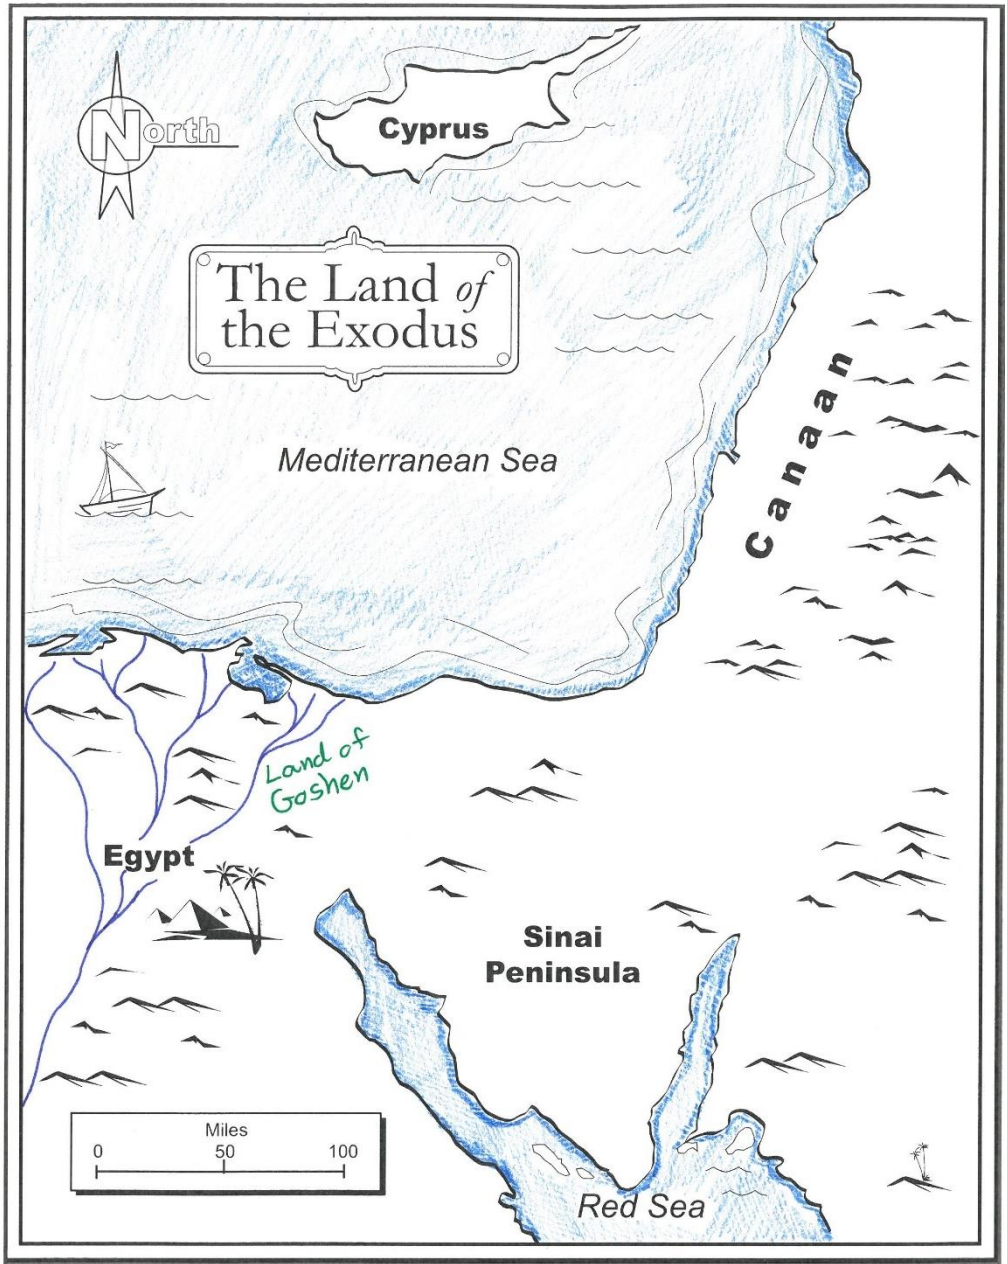 North
Cyprus
The Land of
the Exodus
Mediterranean Sea
Canaan
Land of
Goshen
Egypt
Sinai
Peninsula
Miles
0 50 100
Red Sea